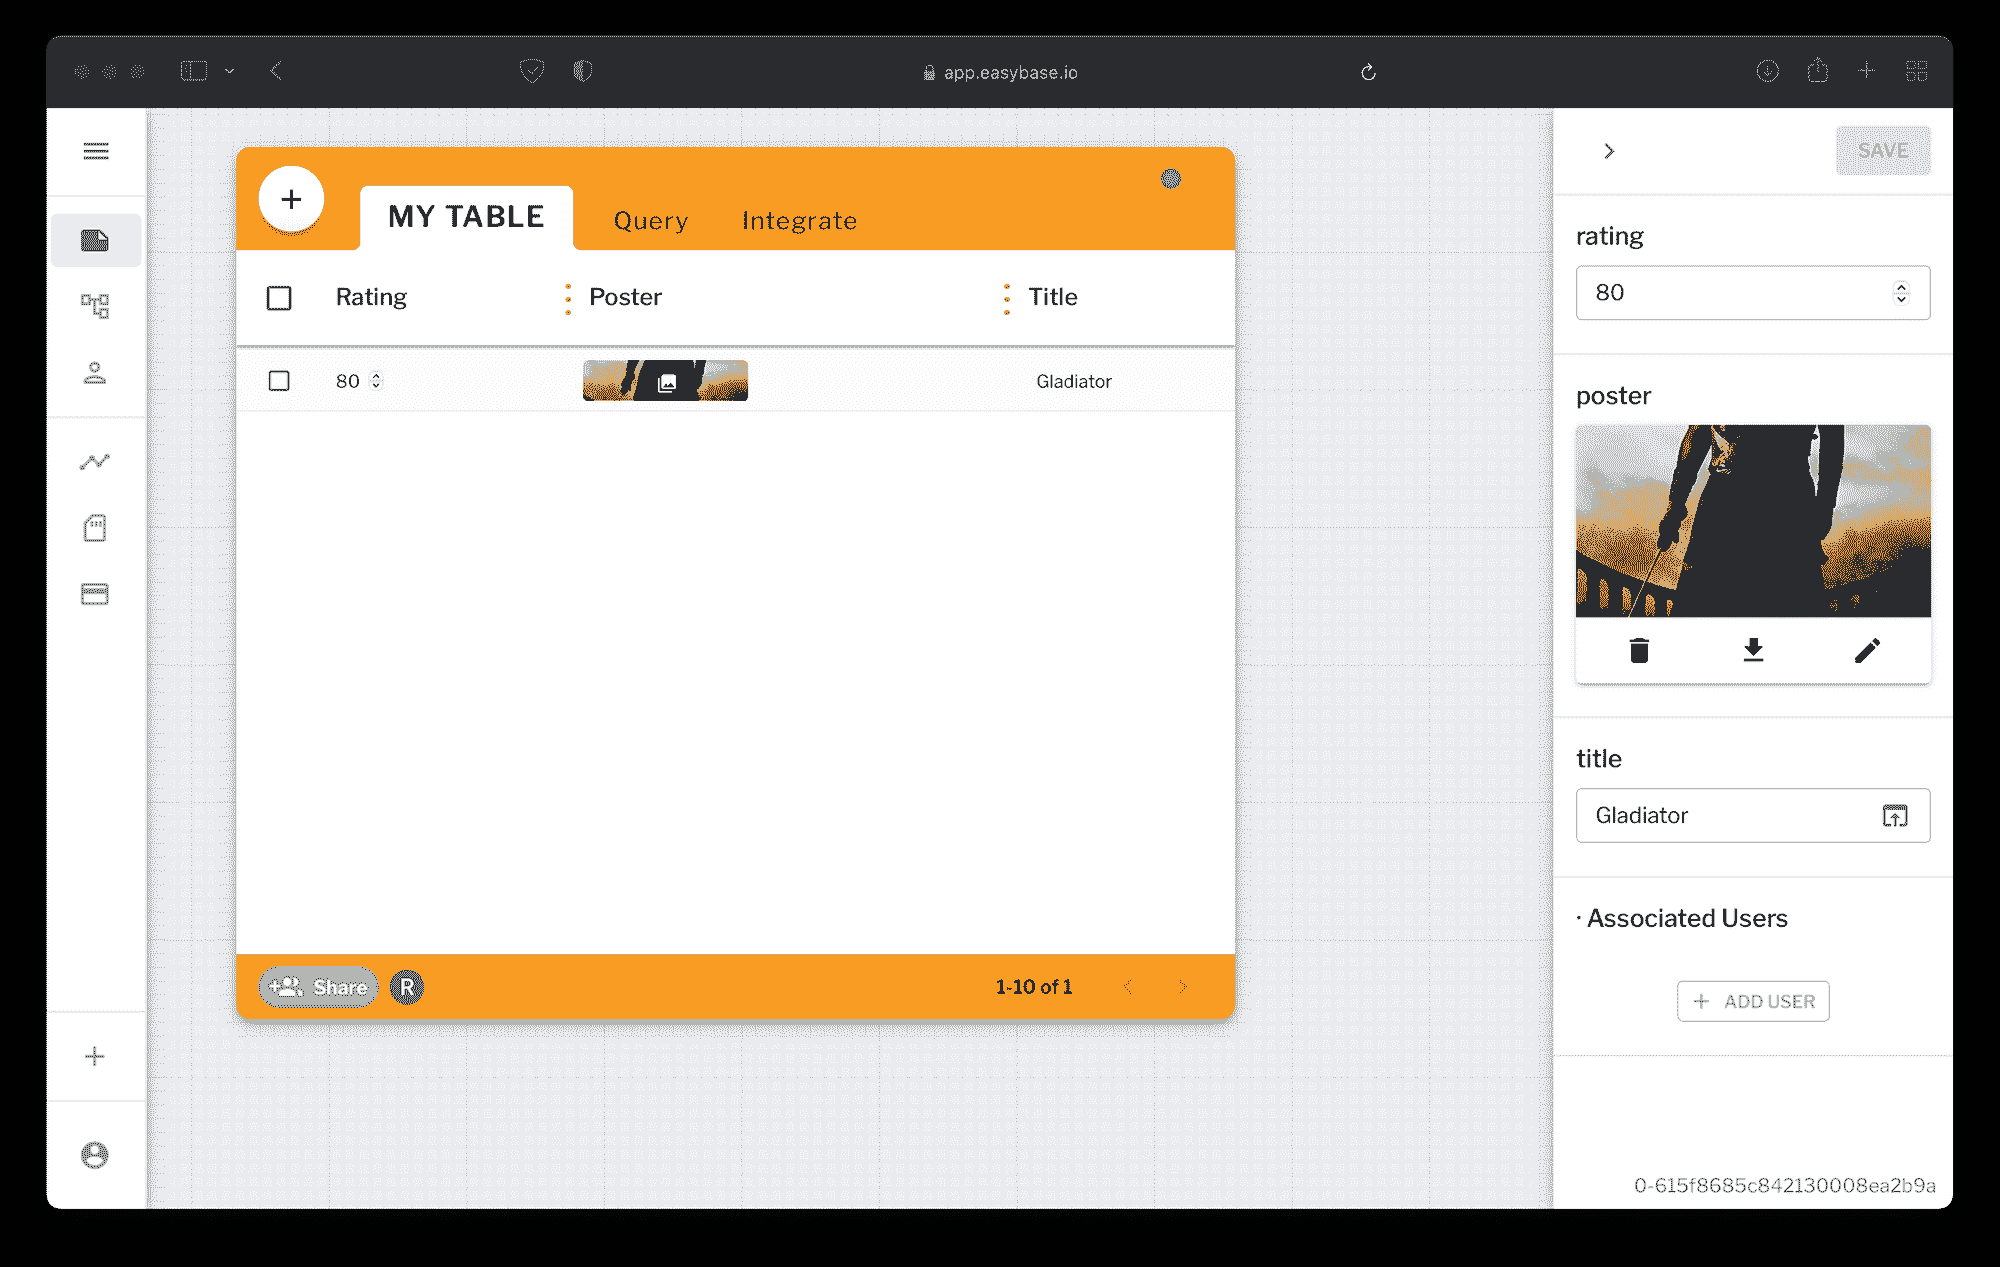 app.easybase.io
MY TABLE
Query
Integrate
Rating
Poster
Title
80
Gladiator
Share
R
1-10 of 1
SAVE
rating
80
poster
title
Gladiator
· Associated Users
+ ADD USER
0-615f8685c842130008ea2b9a